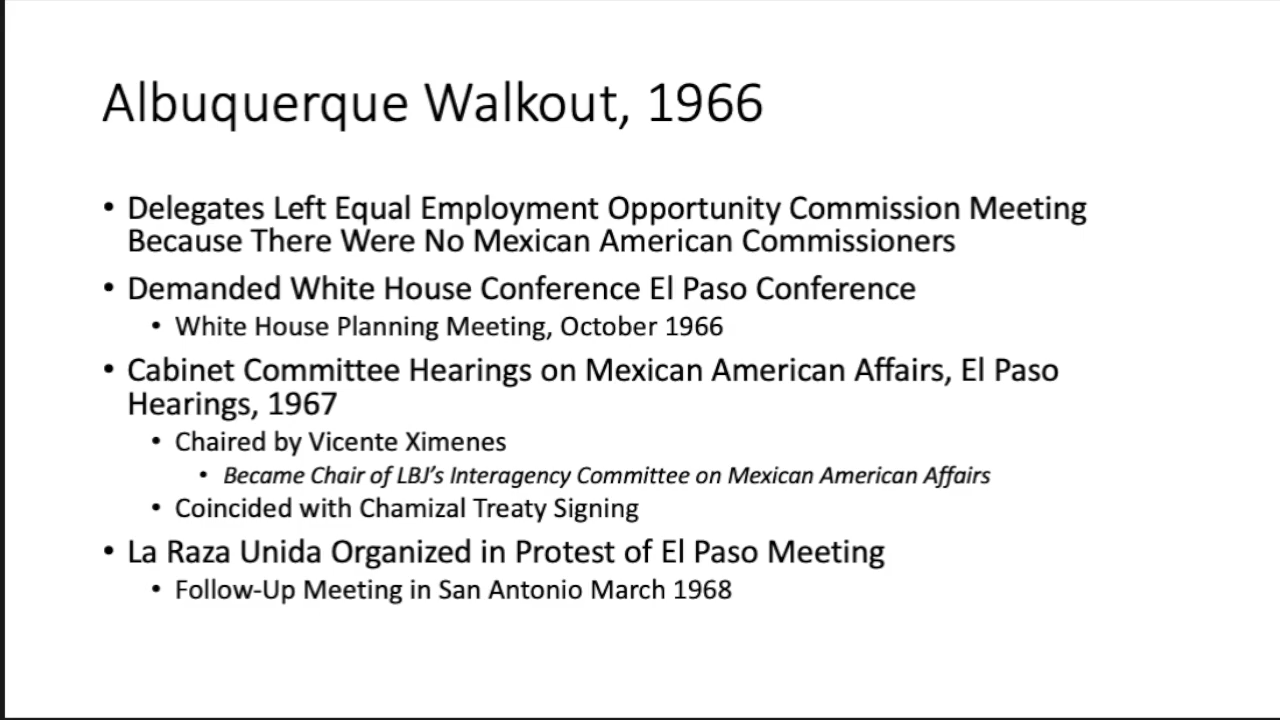 Albuquerque Walkout, 1966
• Delegates Left Equal Employment Opportunity Commission Meeting
Because There Were No Mexican American Commissioners
• Demanded White House Conference El Paso Conference
• White House Planning Meeting, October 1966
• Cabinet Committee Hearings on Mexican American Affairs, El Paso
Hearings, 1967
• Chaired by Vicente Ximenes
• Became Chair of LBJ’s Interagency Committee on Mexican American Affairs
• Coincided with Chamizal Treaty Signing
• La Raza Unida Organized in Protest of El Paso Meeting
• Follow-Up Meeting in San Antonio March 1968